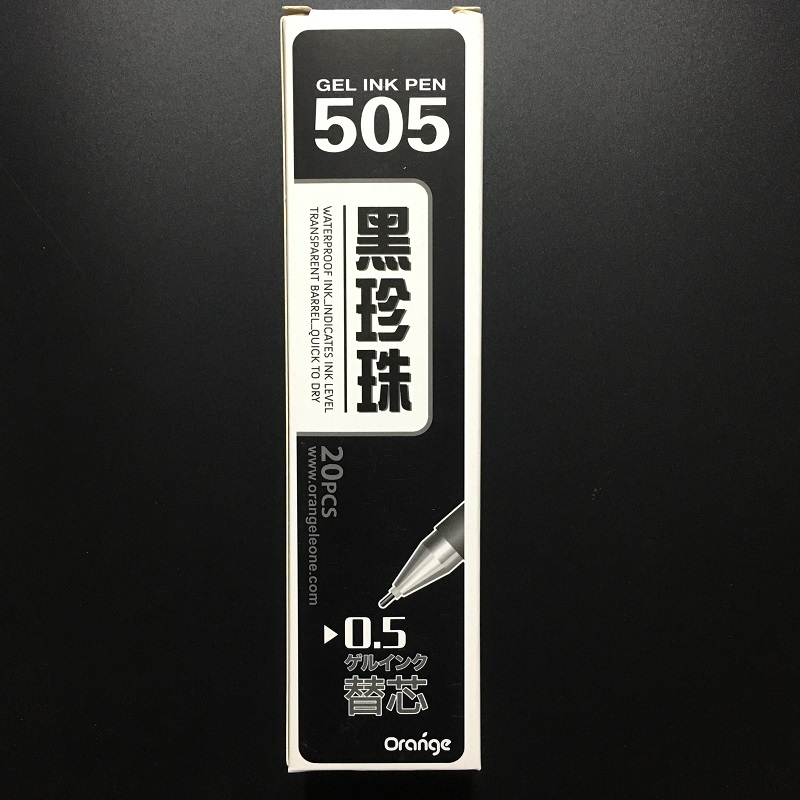 GEL INK PEN
505
黑珍珠
WATERPROOF INK_INDICATES INK LEVEL
TRANSPARENT BARREL_QUICK TO DRY
20PCS
www.orangeleone.com
0.5
ゲルインク
替芯
Orange